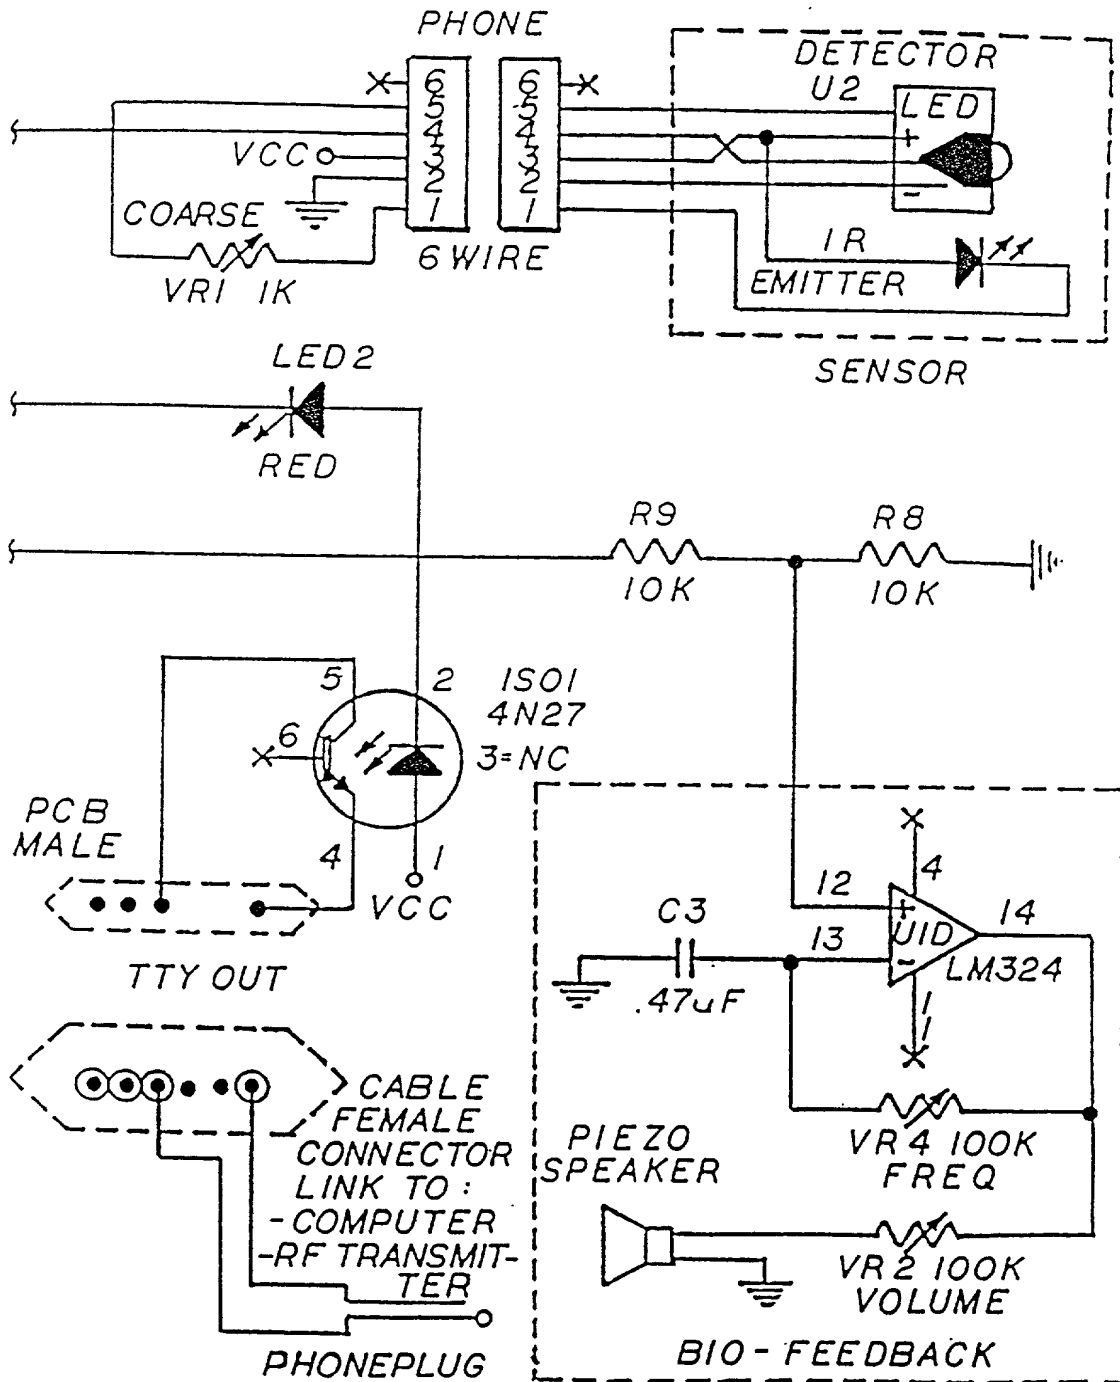 PHONE
6
5
4
3
2
1
6
5
4
3
2
1
6 WIRE
VCC
COARSE
VR1 1K
DETECTOR
U2
LED
+
-
IR
EMITTER
SENSOR
LED2
RED
R9
10K
R8
10K
5
2
ISO1
4N27
6
3=NC
4
1
VCC
PCB
MALE
TTY OUT
CABLE
FEMALE
CONNECTOR
LINK TO:
-COMPUTER
-RF TRANSMIT-
TER
PHONEPLUG
12
+
4
14
C3
13
-
U1D
LM324
.47uF
11
VR4 100K
FREQ
PIEZO
SPEAKER
VR2 100K
VOLUME
BIO-FEEDBACK